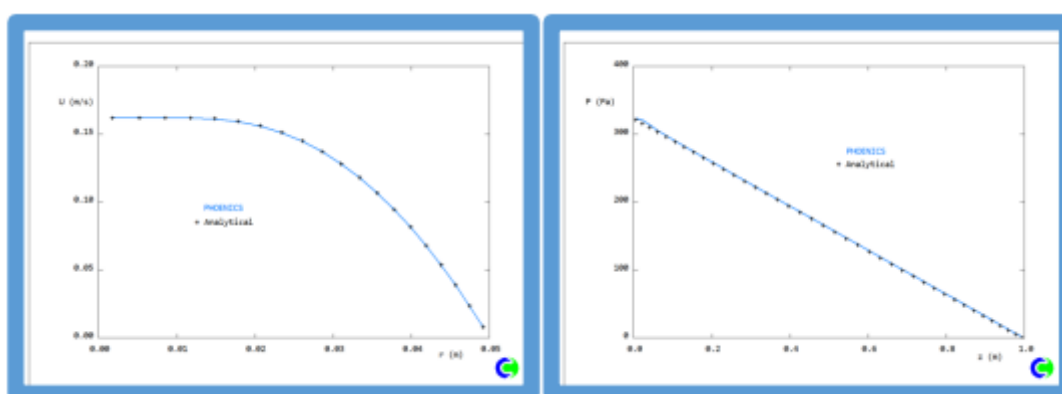 0.20
W (m/s)
0.15
0.10
0.05
0.00
PHOENICS
+ Analytical
0.00 0.01 0.02 0.03 0.04 0.05
r (m)
400
P (Pa)
300
200
100
0
PHOENICS
+ Analytical
0.0 0.2 0.4 0.6 0.8 1.0
z (m)